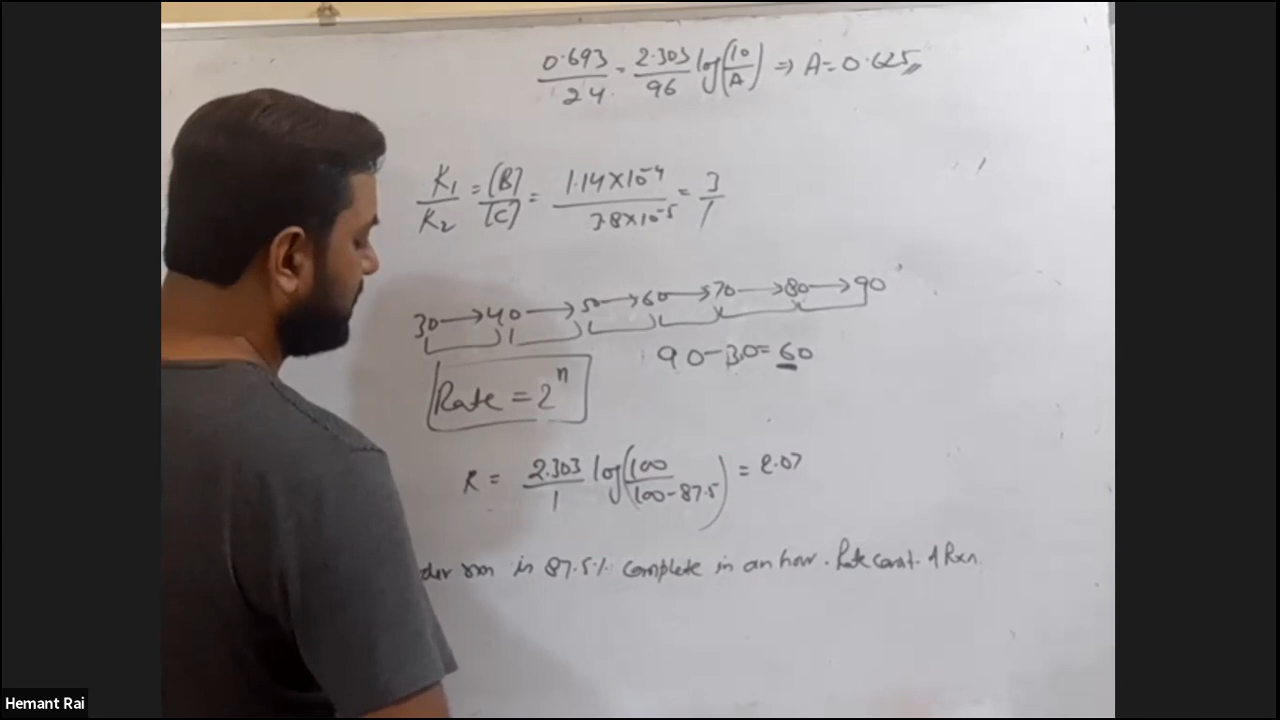 0.693/24 = 2.303/96 log(10/A) ⇒ A = 0.625
K1/K2 = [B]/[C] = 1.14×10^-4/3.8×10^-5 = 3/1
30 → 40 → 50 → 60 → 70 → 80 → 90
90-30=60
Rate = 2^n
K = 2.303/1 log(100/100-87.5) = 2.07
der rxn is 87.5% complete in an hour. Rate const. of Rxn.
Hemant Rai